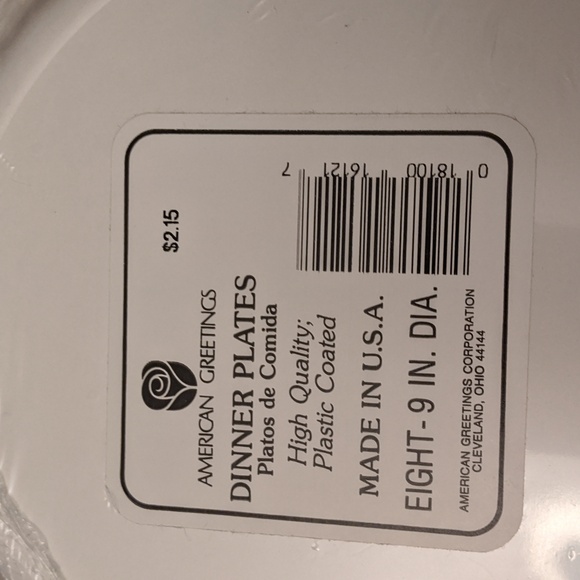 $2.15
AMERICAN GREETINGS
DINNER PLATES
Platos de Comida
High Quality;
Plastic Coated
MADE IN U.S.A.
EIGHT-9 IN. DIA.
AMERICAN GREETINGS CORPORATION
CLEVELAND, OHIO 44144
0 18100 16121 7